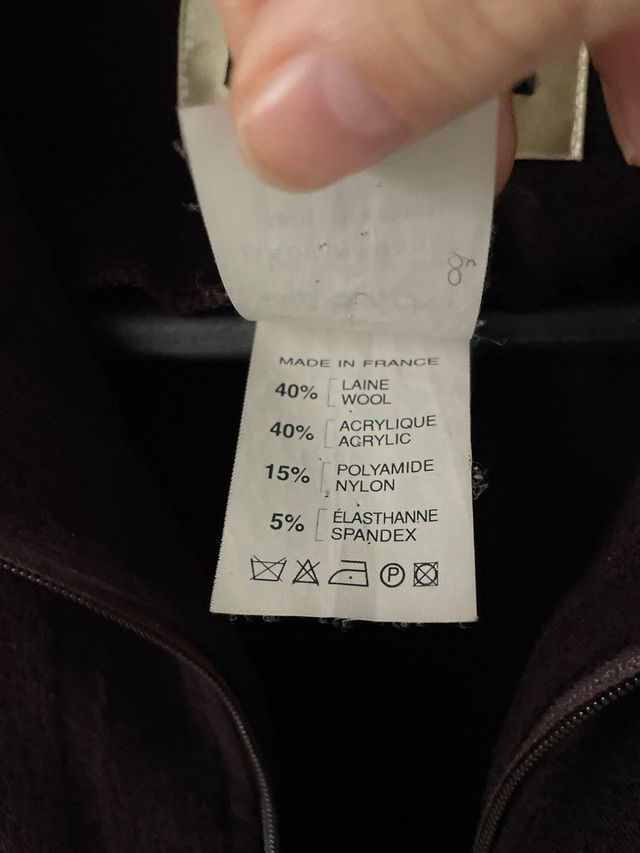 MADE IN FRANCE
40% LAINE
WOOL
40% ACRYLIQUE
ACRYLIC
15% POLYAMIDE
NYLON
5% ÉLASTHANNE
SPANDEX
P